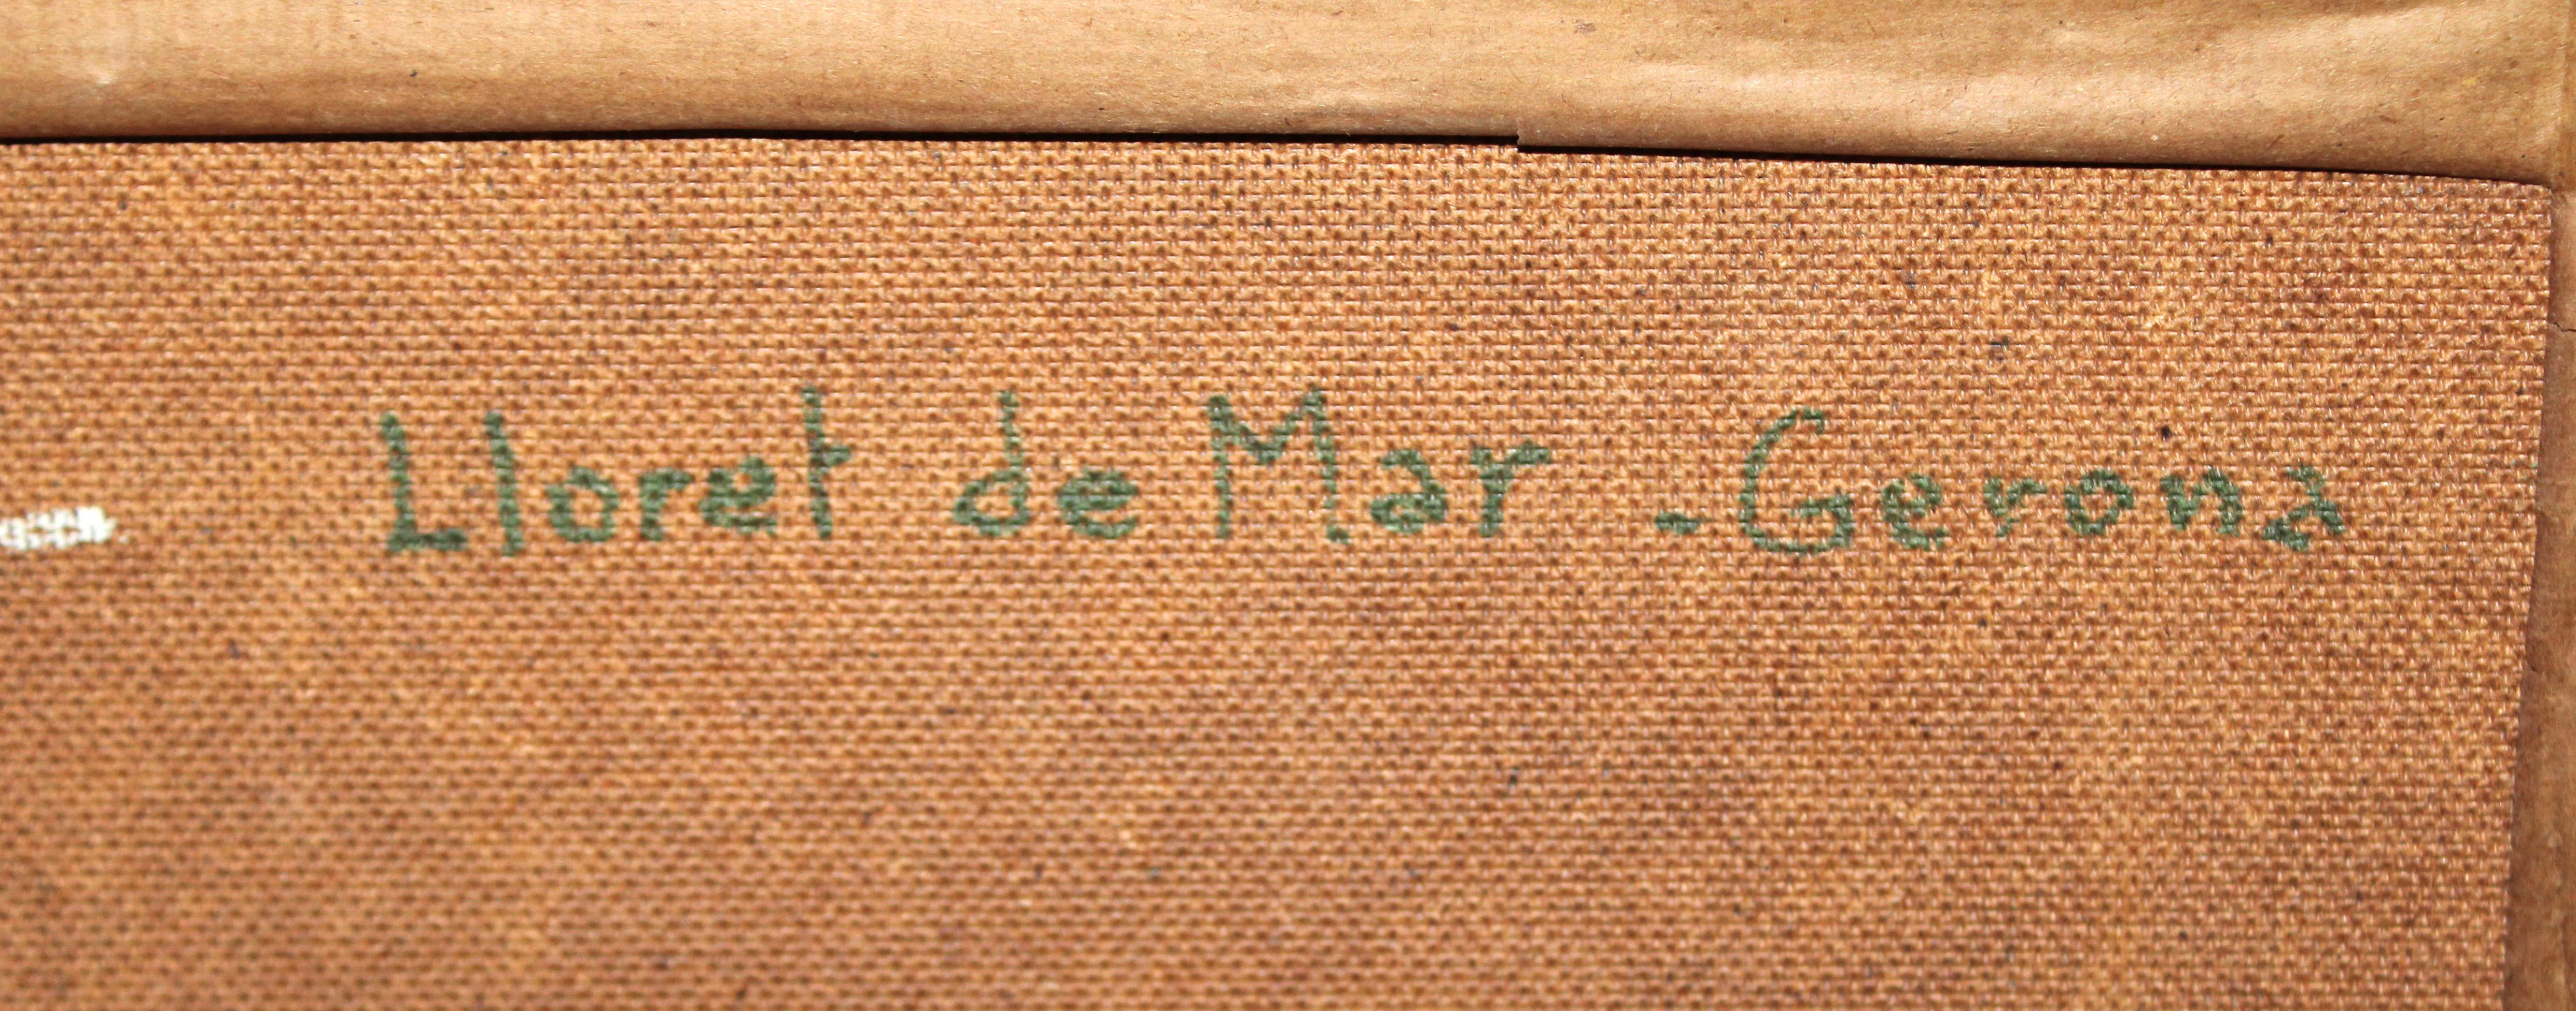 Lloret de Mar - Gerona